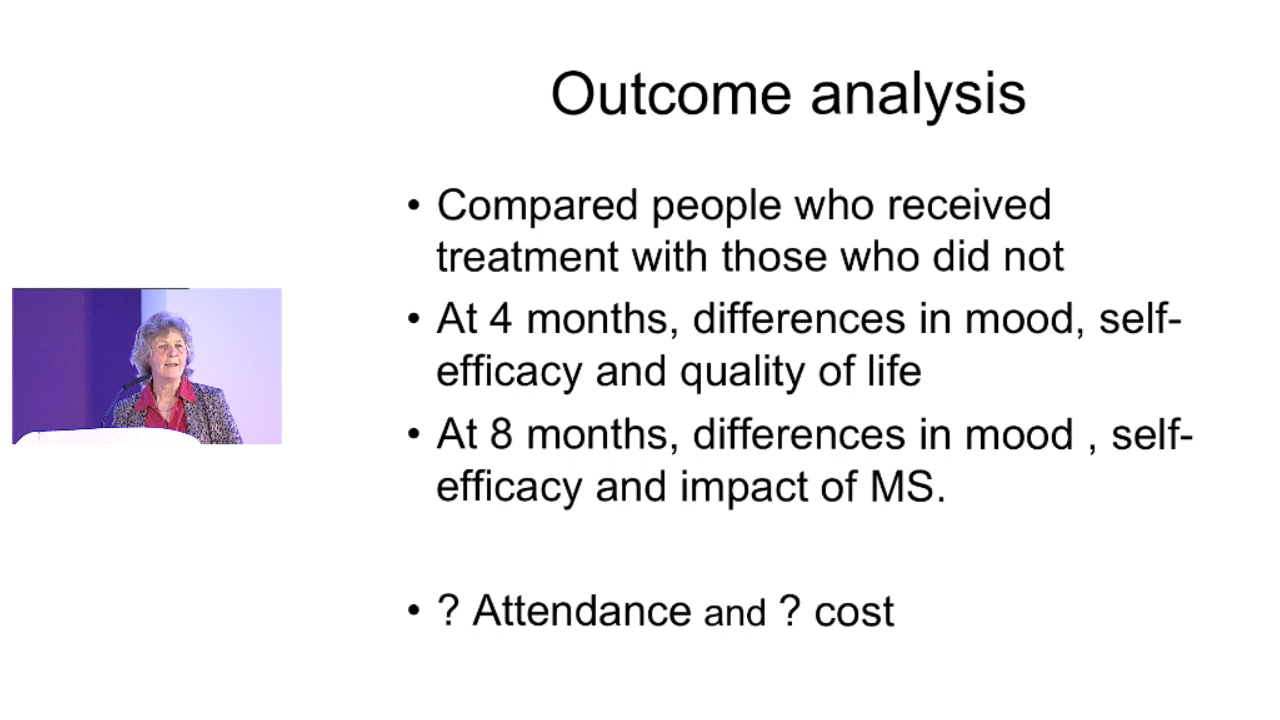 Outcome analysis
• Compared people who received
treatment with those who did not
• At 4 months, differences in mood, self-
efficacy and quality of life
• At 8 months, differences in mood , self-
efficacy and impact of MS.
• ? Attendance and ? cost